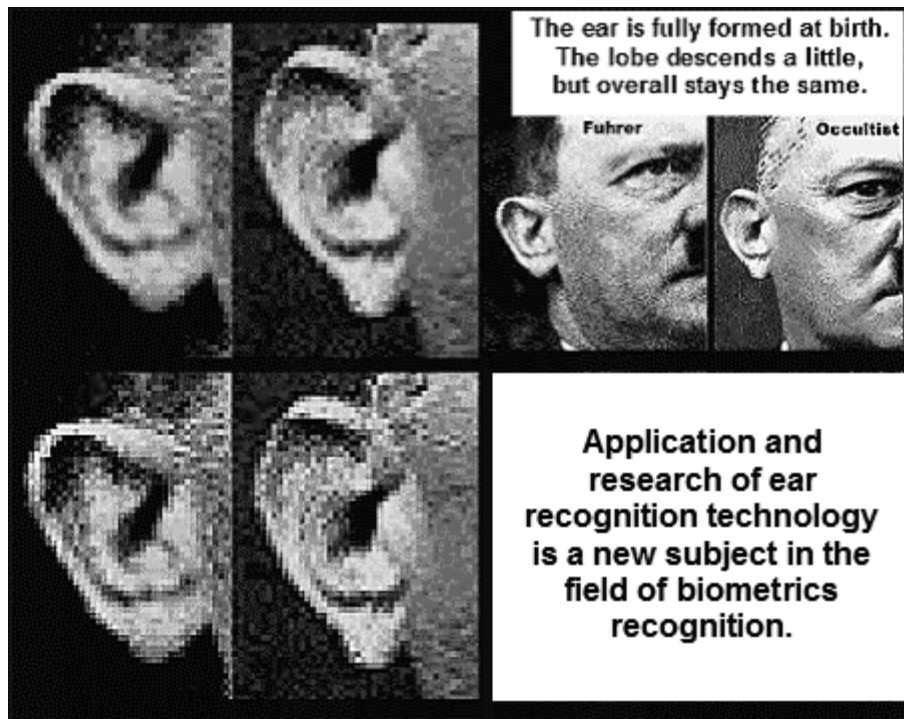 The ear is fully formed at birth.
The lobe descends a little,
but overall stays the same.
Fuhrer
Occultist
Application and
research of ear
recognition technology
is a new subject in the
field of biometrics
recognition.